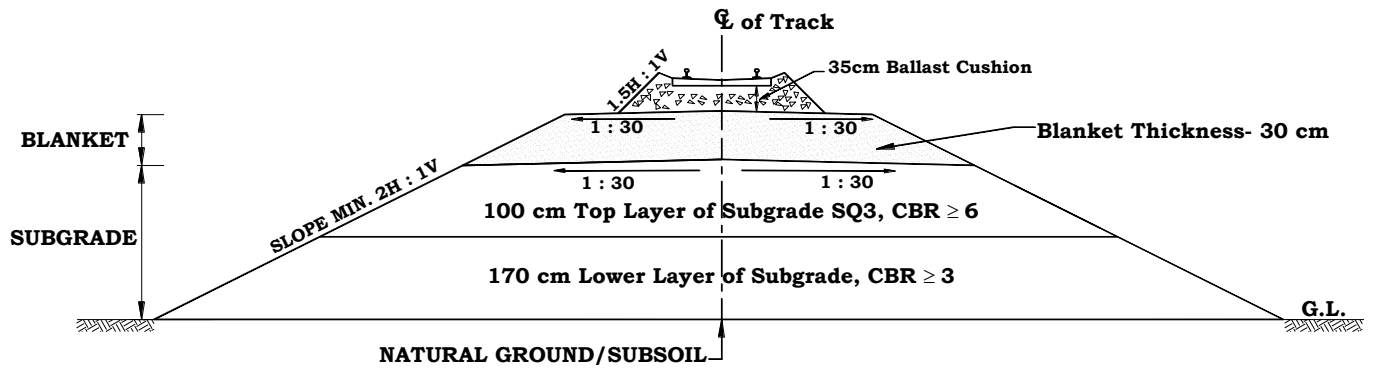 ℄ of Track
35cm Ballast Cushion
1.5H : 1V
1 : 30
1 : 30
BLANKET
Blanket Thickness- 30 cm
1 : 30
1 : 30
SLOPE MIN. 2H : 1V
100 cm Top Layer of Subgrade SQ3, CBR ≥ 6
SUBGRADE
170 cm Lower Layer of Subgrade, CBR ≥ 3
G.L.
NATURAL GROUND/SUBSOIL